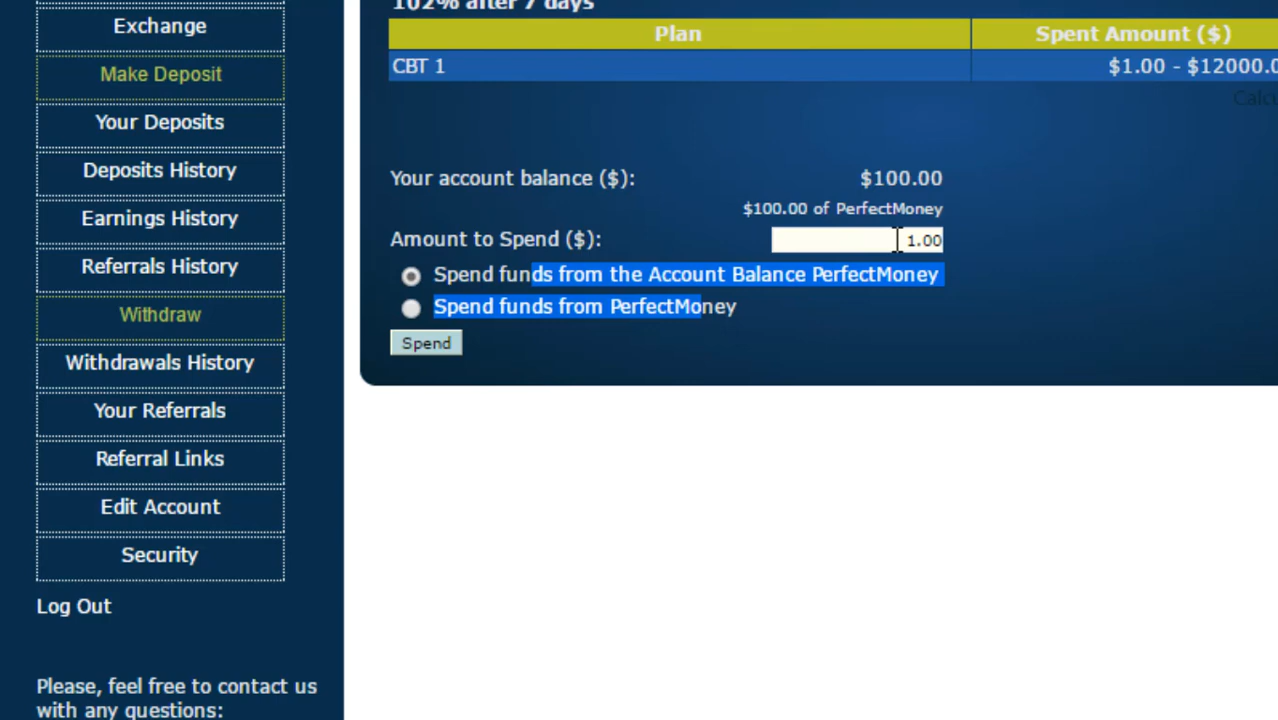 Exchange
Make Deposit
Your Deposits
Deposits History
Earnings History
Referrals History
Withdraw
Withdrawals History
Your Referrals
Referral Links
Edit Account
Security
Log Out
Please, feel free to contact us
with any questions:
102% after 7 days
Plan Spent Amount ($)
CBT 1 $1.00 - $12000.0
Your account balance ($): $100.00
$100.00 of PerfectMoney
Amount to Spend ($): 1.00
Spend funds from the Account Balance PerfectMoney
Spend funds from PerfectMoney
Spend